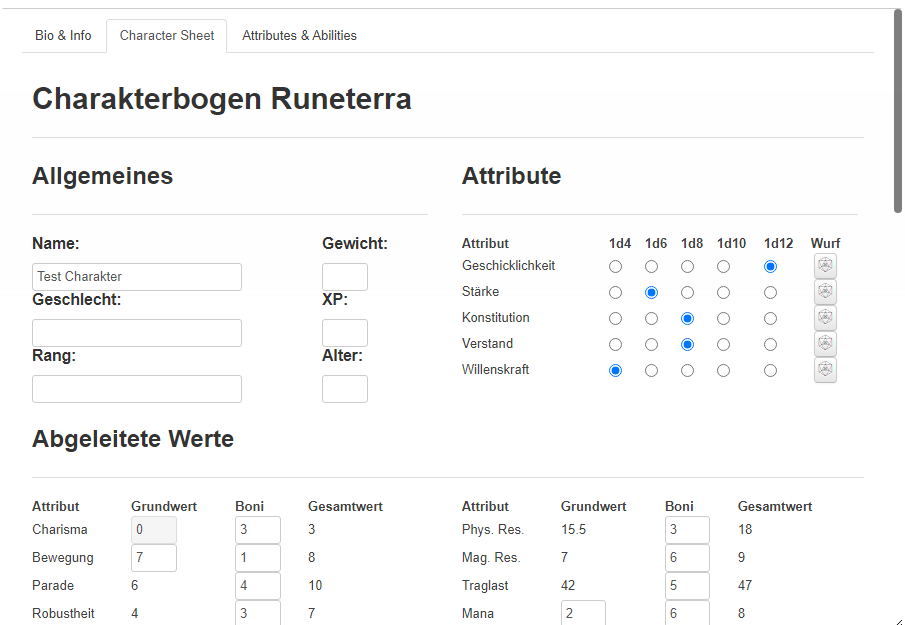 Bio & Info Character Sheet Attributes & Abilities
Charakterbogen Runeterra
Allgemeines
Name: Gewicht:
Test Charakter
Geschlecht: XP:
Rang: Alter:
Attribute
Attribut 1d4 1d6 1d8 1d10 1d12 Wurf
Geschicklichkeit
Stärke
Konstitution
Verstand
Willenskraft
Abgeleitete Werte
Attribut Grundwert Boni Gesamtwert
Charisma 0 3 3
Bewegung 7 1 8
Parade 6 4 10
Robustheit 4 3 7
Attribut Grundwert Boni Gesamtwert
Phys. Res. 15.5 3 18
Mag. Res. 7 6 9
Traglast 42 5 47
Mana 2 6 8